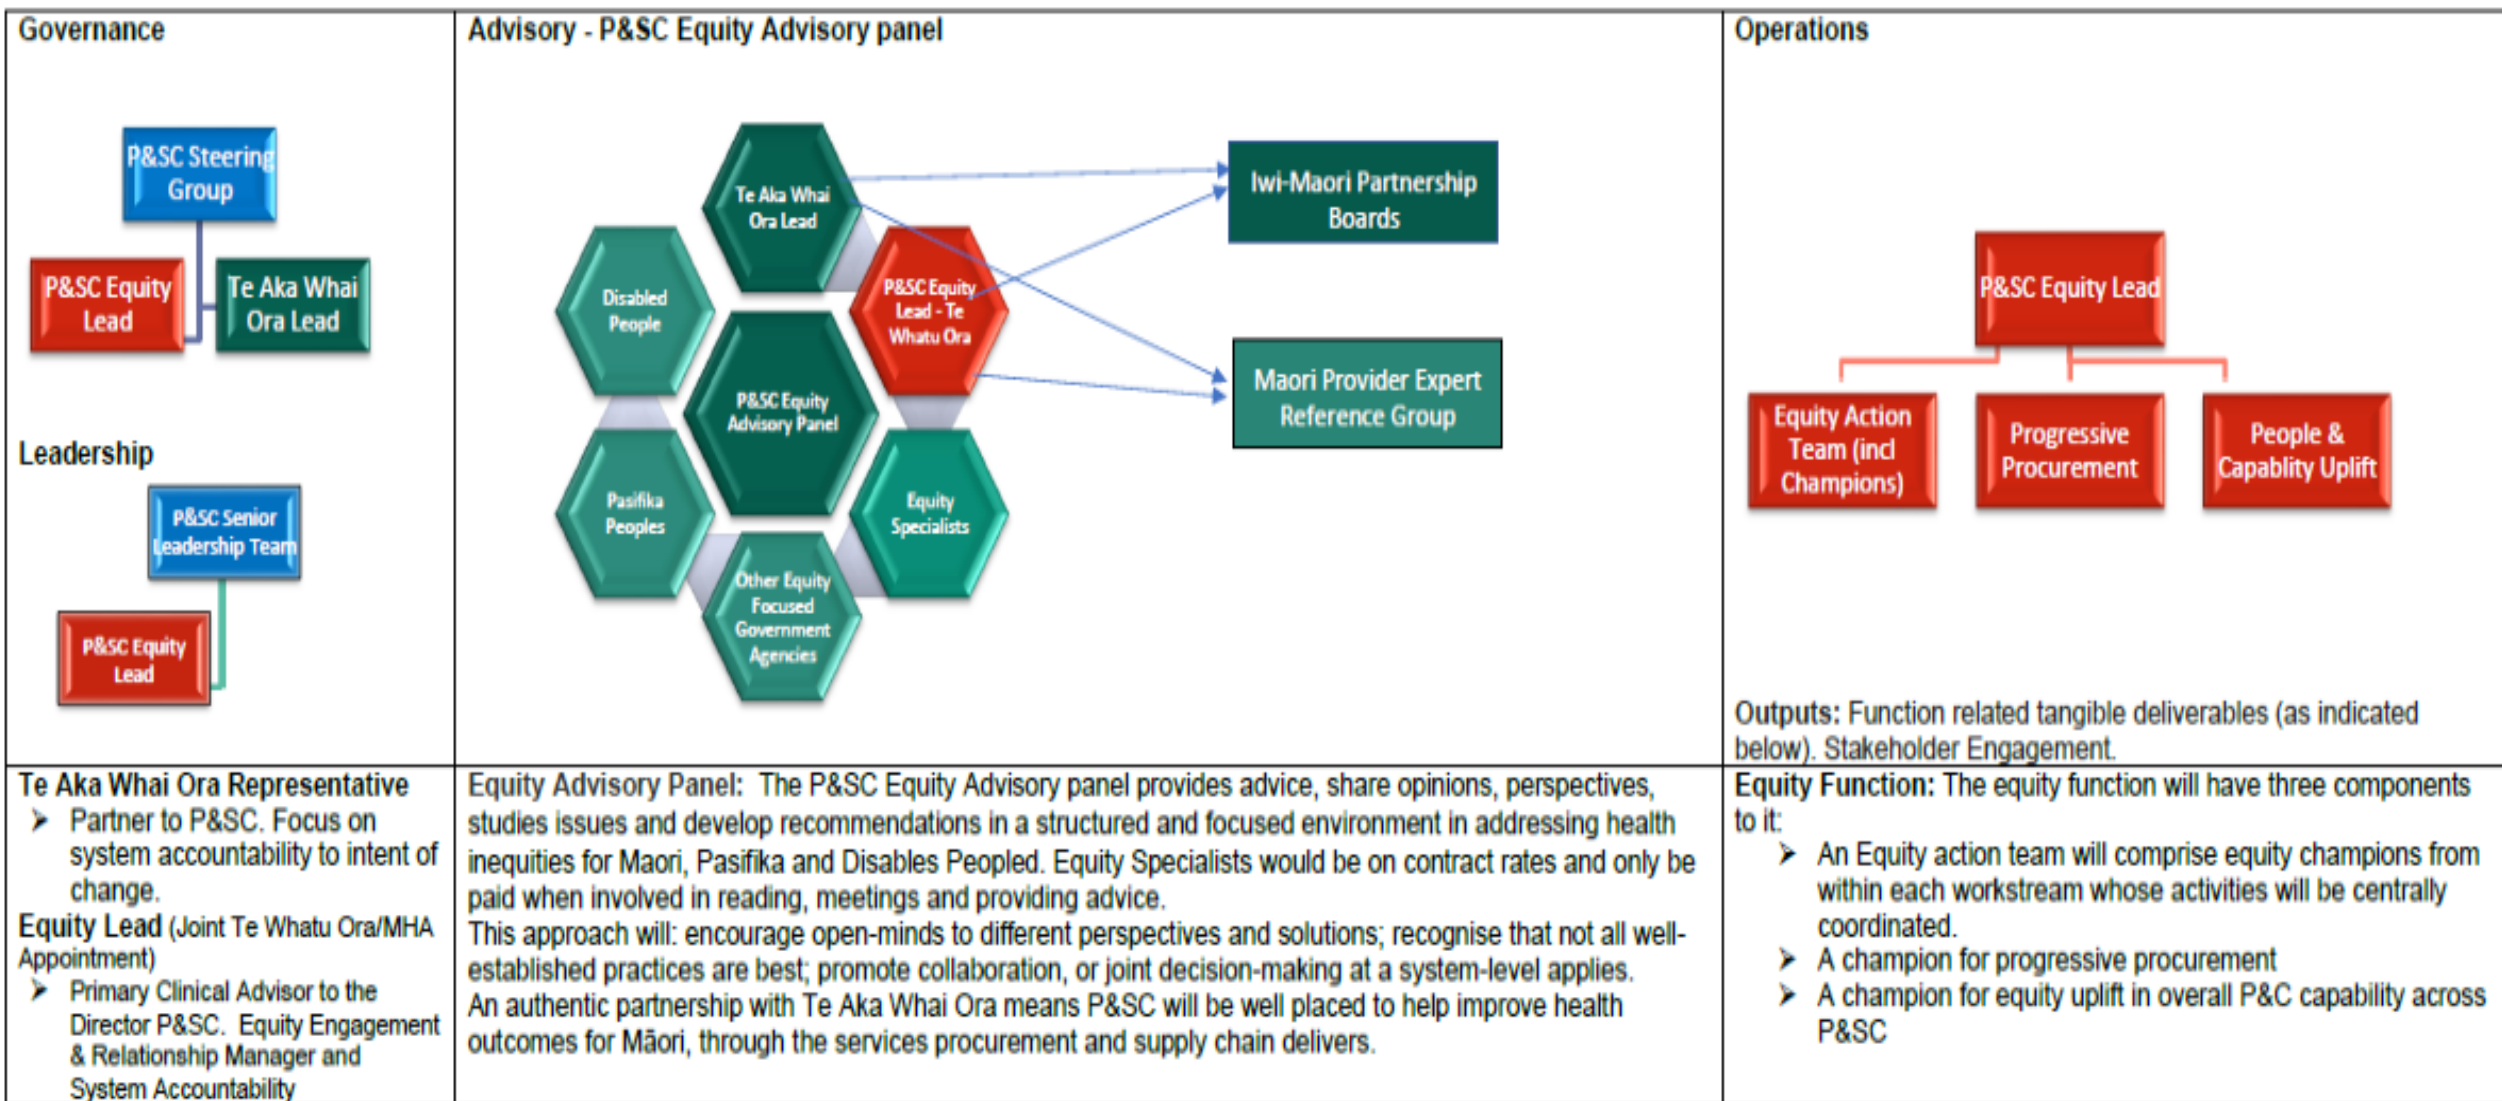 Governance
P&SC Steering
Group
P&SC Equity
Lead
Te Aka Whai
Ora Lead
Leadership
P&SC Senior
Leadership Team
P&SC Equity
Lead
Advisory - P&SC Equity Advisory panel
Te Aka Whai
Ora Lead
P&SC Equity
Lead - Te
Whatu Ora
Disabled
People
P&SC Equity
Advisory Panel
Pasifika
Peoples
Equity
Specialists
Other Equity
Focused
Government
Agencies
Iwi-Maori Partnership
Boards
Maori Provider Expert
Reference Group
Operations
P&SC Equity Lead
Equity Action
Team (incl
Champions)
Progressive
Procurement
People &
Capablity Uplift
Outputs: Function related tangible deliverables (as indicated
below). Stakeholder Engagement.
Te Aka Whai Ora Representative
➤ Partner to P&SC. Focus on
system accountability to intent of
change.
Equity Lead (Joint Te Whatu Ora/MHA
Appointment)
➤ Primary Clinical Advisor to the
Director P&SC. Equity Engagement
& Relationship Manager and
System Accountability
Equity Advisory Panel: The P&SC Equity Advisory panel provides advice, share opinions, perspectives,
studies issues and develop recommendations in a structured and focused environment in addressing health
inequities for Maori, Pasifika and Disables Peopled. Equity Specialists would be on contract rates and only be
paid when involved in reading, meetings and providing advice.
This approach will: encourage open-minds to different perspectives and solutions; recognise that not all well-
established practices are best; promote collaboration, or joint decision-making at a system-level applies.
An authentic partnership with Te Aka Whai Ora means P&SC will be well placed to help improve health
outcomes for Māori, through the services procurement and supply chain delivers.
Equity Function: The equity function will have three components
to it:
➤ An Equity action team will comprise equity champions from
within each workstream whose activities will be centrally
coordinated.
➤ A champion for progressive procurement
➤ A champion for equity uplift in overall P&C capability across
P&SC